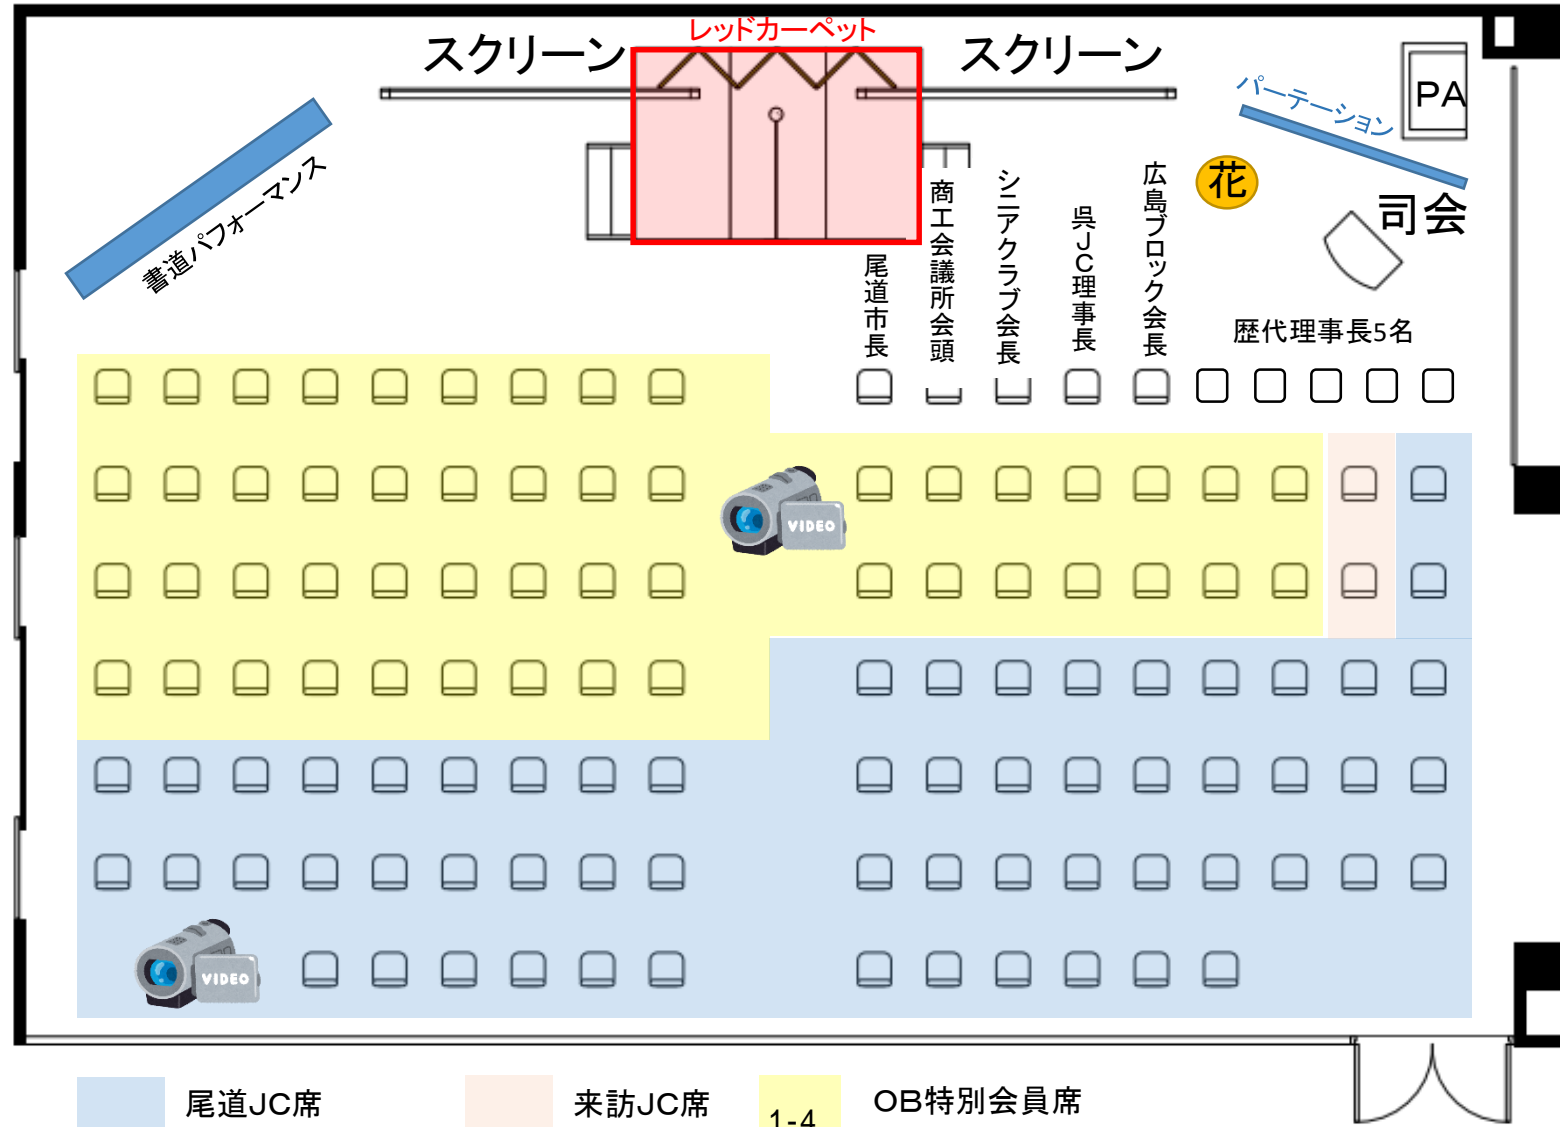 レッドカーペット
スクリーン
スクリーン
パーテーション
PA
書道パフォーマンス
花
司会
尾道市長
商工会議所会頭
シニアクラブ会長
呉JC理事長
広島ブロック会長
歴代理事長5名
VIDEO
VIDEO
尾道JC席
来訪JC席
1-4
OB特別会員席